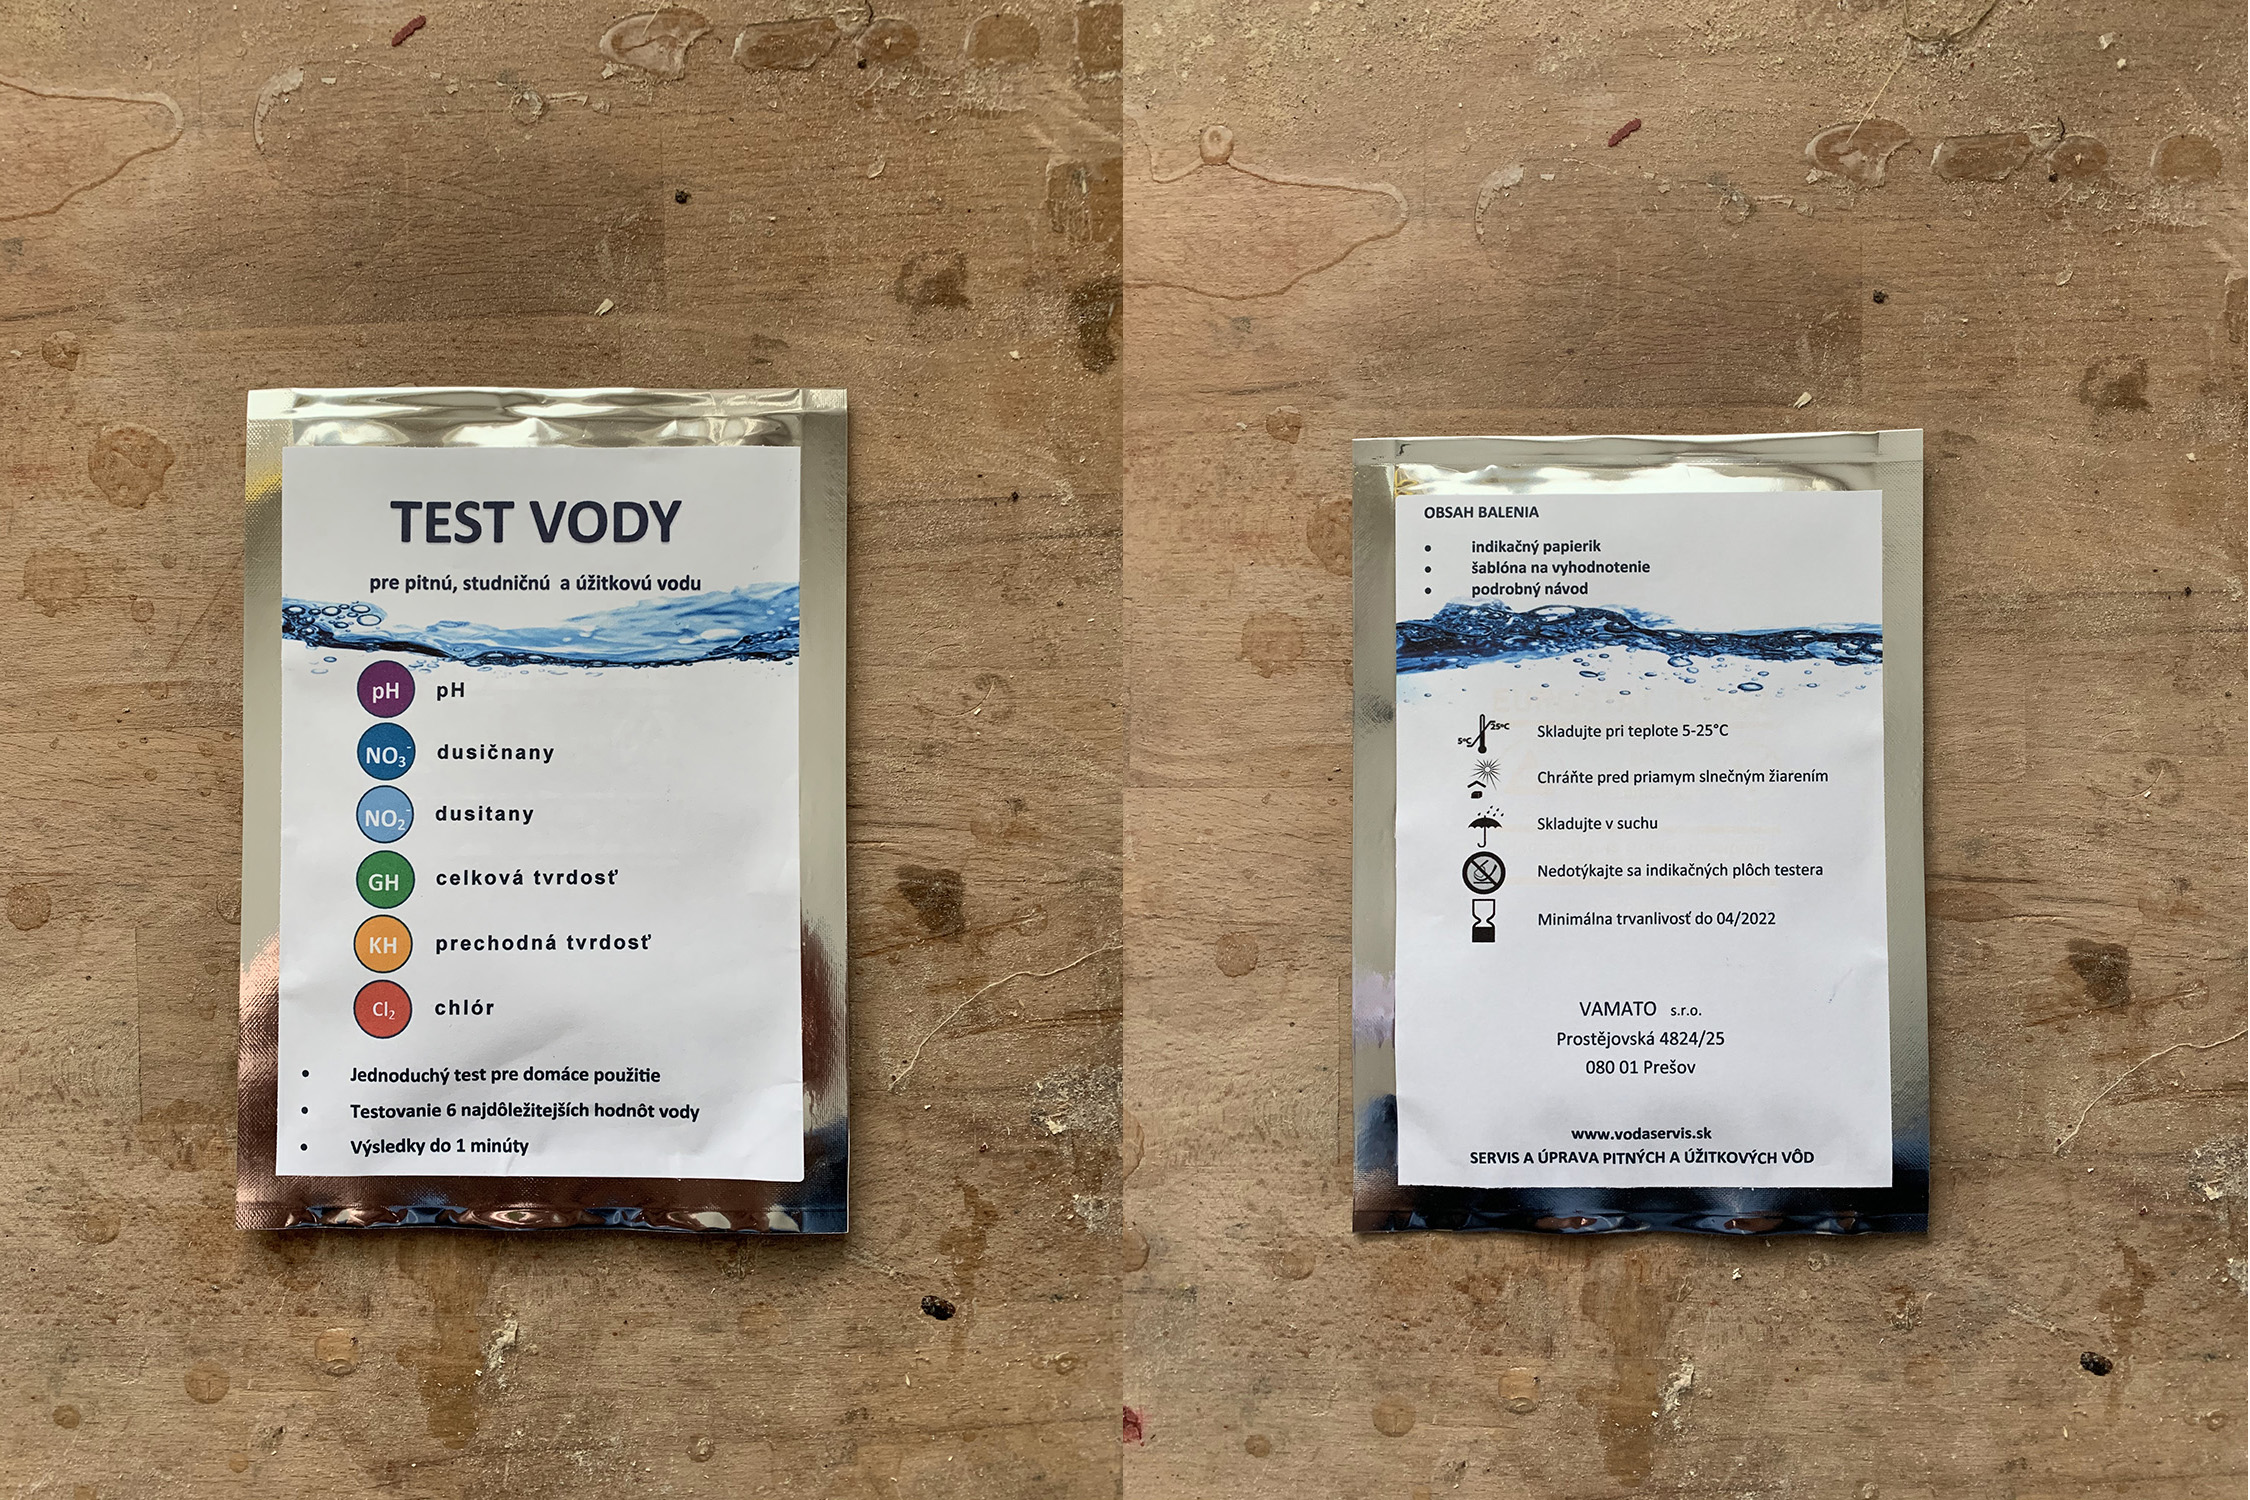 TEST VODY
pre pitnú, studničnú a úžitkovú vodu
pH pH
NO₃⁻ dusičnany
NO₂⁻ dusitany
GH celková tvrdosť
KH prechodná tvrdosť
Cl₂ chlór
• Jednoduchý test pre domáce použitie
• Testovanie 6 najdôležitejších hodnôt vody
• Výsledky do 1 minúty
OBSAH BALENIA
• indikačný papierik
• šablóna na vyhodnotenie
• podrobný návod
5°C 25°C Skladujte pri teplote 5-25°C
Chráňte pred priamym slnečným žiarením
Skladujte v suchu
Nedotýkajte sa indikačných plôch testera
Minimálna trvanlivosť do 04/2022
VAMATO s.r.o.
Prostějovská 4824/25
080 01 Prešov
www.vodaservis.sk
SERVIS A ÚPRAVA PITNÝCH A ÚŽITKOVÝCH VÔD